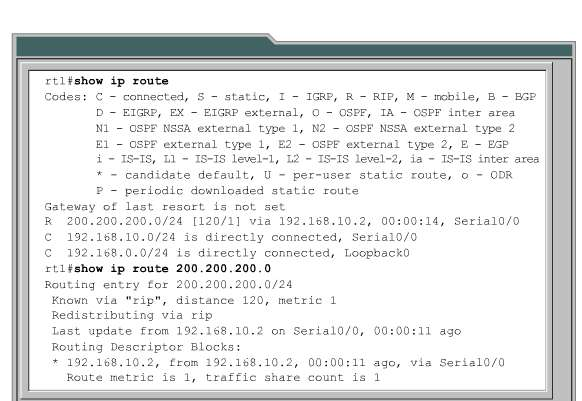 rt1#show ip route
Codes: C - connected, S - static, I - IGRP, R - RIP, M - mobile, B - BGP
D - EIGRP, EX - EIGRP external, O - OSPF, IA - OSPF inter area
N1 - OSPF NSSA external type 1, N2 - OSPF NSSA external type 2
E1 - OSPF external type 1, E2 - OSPF external type 2, E - EGP
i - IS-IS, L1 - IS-IS level-1, L2 - IS-IS level-2, ia - IS-IS inter area
* - candidate default, U - per-user static route, o - ODR
P - periodic downloaded static route
Gateway of last resort is not set
R 200.200.200.0/24 [120/1] via 192.168.10.2, 00:00:14, Serial0/0
C 192.168.10.0/24 is directly connected, Serial0/0
C 192.168.0.0/24 is directly connected, Loopback0
rt1#show ip route 200.200.200.0
Routing entry for 200.200.200.0/24
Known via "rip", distance 120, metric 1
Redistributing via rip
Last update from 192.168.10.2 on Serial0/0, 00:00:11 ago
Routing Descriptor Blocks:
* 192.168.10.2, from 192.168.10.2, 00:00:11 ago, via Serial0/0
Route metric is 1, traffic share count is 1